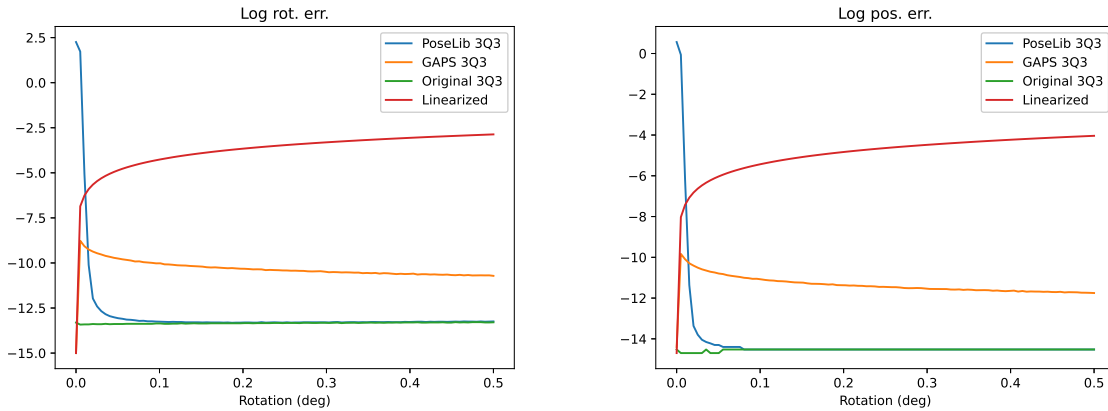 Log rot. err.
2.5
0.0
−2.5
−5.0
−7.5
−10.0
−12.5
−15.0
PoseLib 3Q3
GAPS 3Q3
Original 3Q3
Linearized
0.0
0.1
0.2
0.3
0.4
0.5
Rotation (deg)
Log pos. err.
0
−2
−4
−6
−8
−10
−12
−14
PoseLib 3Q3
GAPS 3Q3
Original 3Q3
Linearized
0.0
0.1
0.2
0.3
0.4
0.5
Rotation (deg)